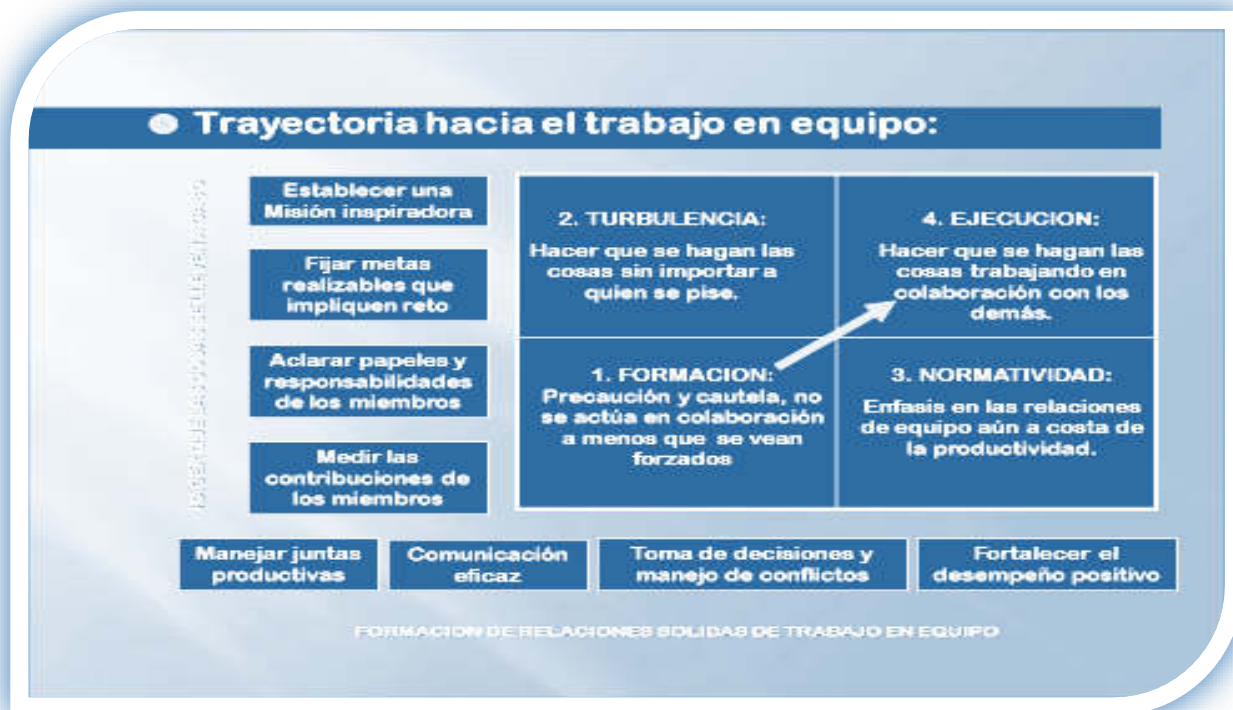 Trayectoria hacia el trabajo en equipo:
Establecer una
Misión inspiradora
Fijar metas
realizables que
impliquen reto
Aclarar papeles y
responsabilidades
de los miembros
Medir las
contribuciones de
los miembros
2. TURBULENCIA:
Hacer que se hagan las
cosas sin importar a
quien se pise.
4. EJECUCION:
Hacer que se hagan las
cosas trabajando en
colaboración con los
demás.
1. FORMACION:
Precaución y cautela, no
se actúa en colaboración
a menos que se vean
forzados
3. NORMATIVIDAD:
Enfasis en las relaciones
de equipo aún a costa de
la productividad.
Manejar juntas
productivas
Comunicación
eficaz
Toma de decisiones y
manejo de conflictos
Fortalecer el
desempeño positivo
FORMACION DE RELACIONES SOLIDAS DE TRABAJO EN EQUIPO